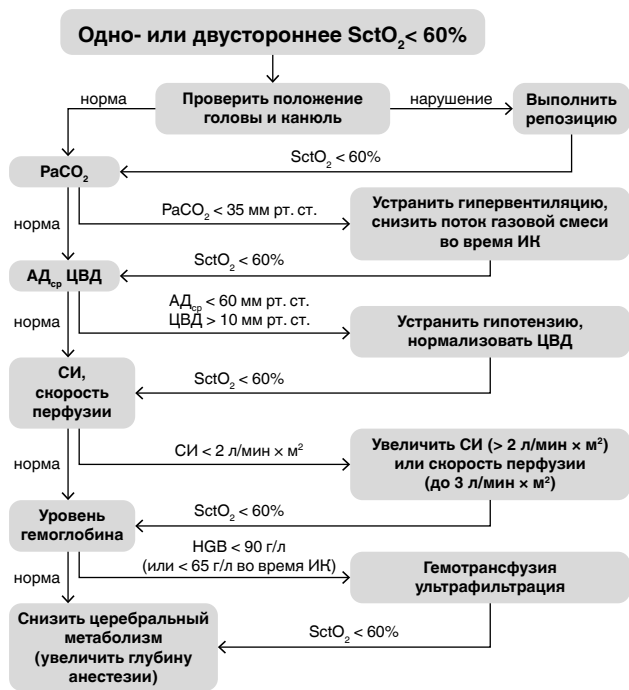 Одно- или двустороннее SctO₂< 60%
норма
Проверить положение
головы и канюль
нарушение
Выполнить
репозицию
SctO₂ < 60%
PaCO₂
норма
PaCO₂ < 35 мм рт. ст.
Устранить гипервентиляцию,
снизить поток газовой смеси
во время ИК
SctO₂ < 60%
АДср ЦВД
норма
АДср < 60 мм рт. ст.
ЦВД > 10 мм рт. ст.
Устранить гипотензию,
нормализовать ЦВД
SctO₂ < 60%
СИ,
скорость
перфузии
норма
СИ < 2 л/мин × м²
Увеличить СИ (> 2 л/мин × м²)
или скорость перфузии
(до 3 л/мин × м²)
SctO₂ < 60%
Уровень
гемоглобина
норма
HGB < 90 г/л
(или < 65 г/л во время ИК)
Гемотрансфузия
ультрафильтрация
SctO₂ < 60%
Снизить церебральный
метаболизм
(увеличить глубину
анестезии)